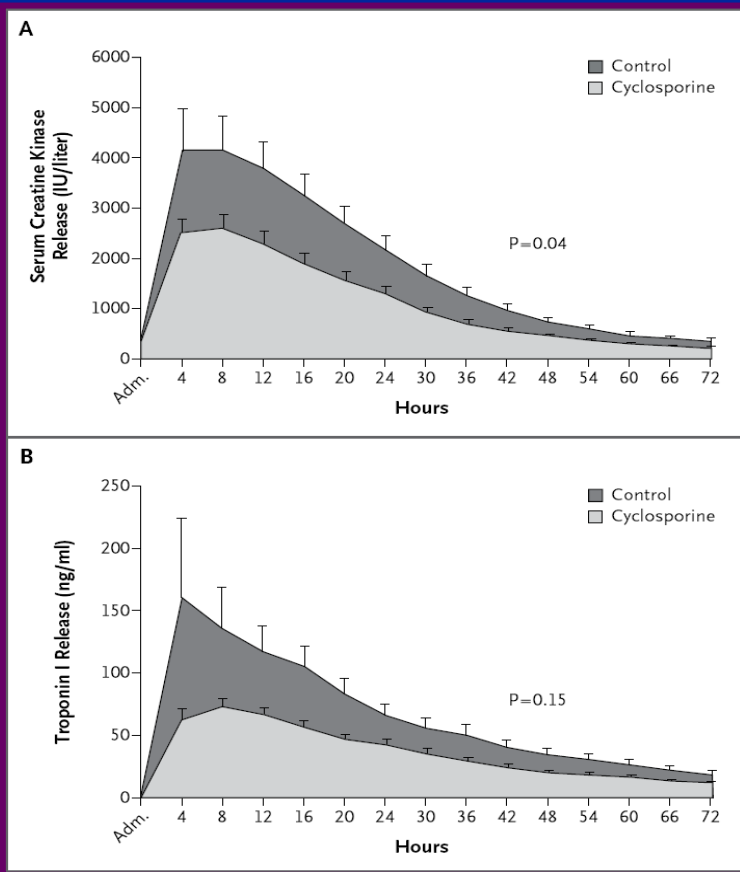 A
6000
5000
4000
3000
2000
1000
0
Serum Creatine Kinase
Release (IU/liter)
Control
Cyclosporine
P=0.04
Adm. 4 8 12 16 20 24 30 36 42 48 54 60 66 72
Hours
B
250
200
150
100
50
0
Troponin I Release (ng/ml)
Control
Cyclosporine
P=0.15
Adm. 4 8 12 16 20 24 30 36 42 48 54 60 66 72
Hours